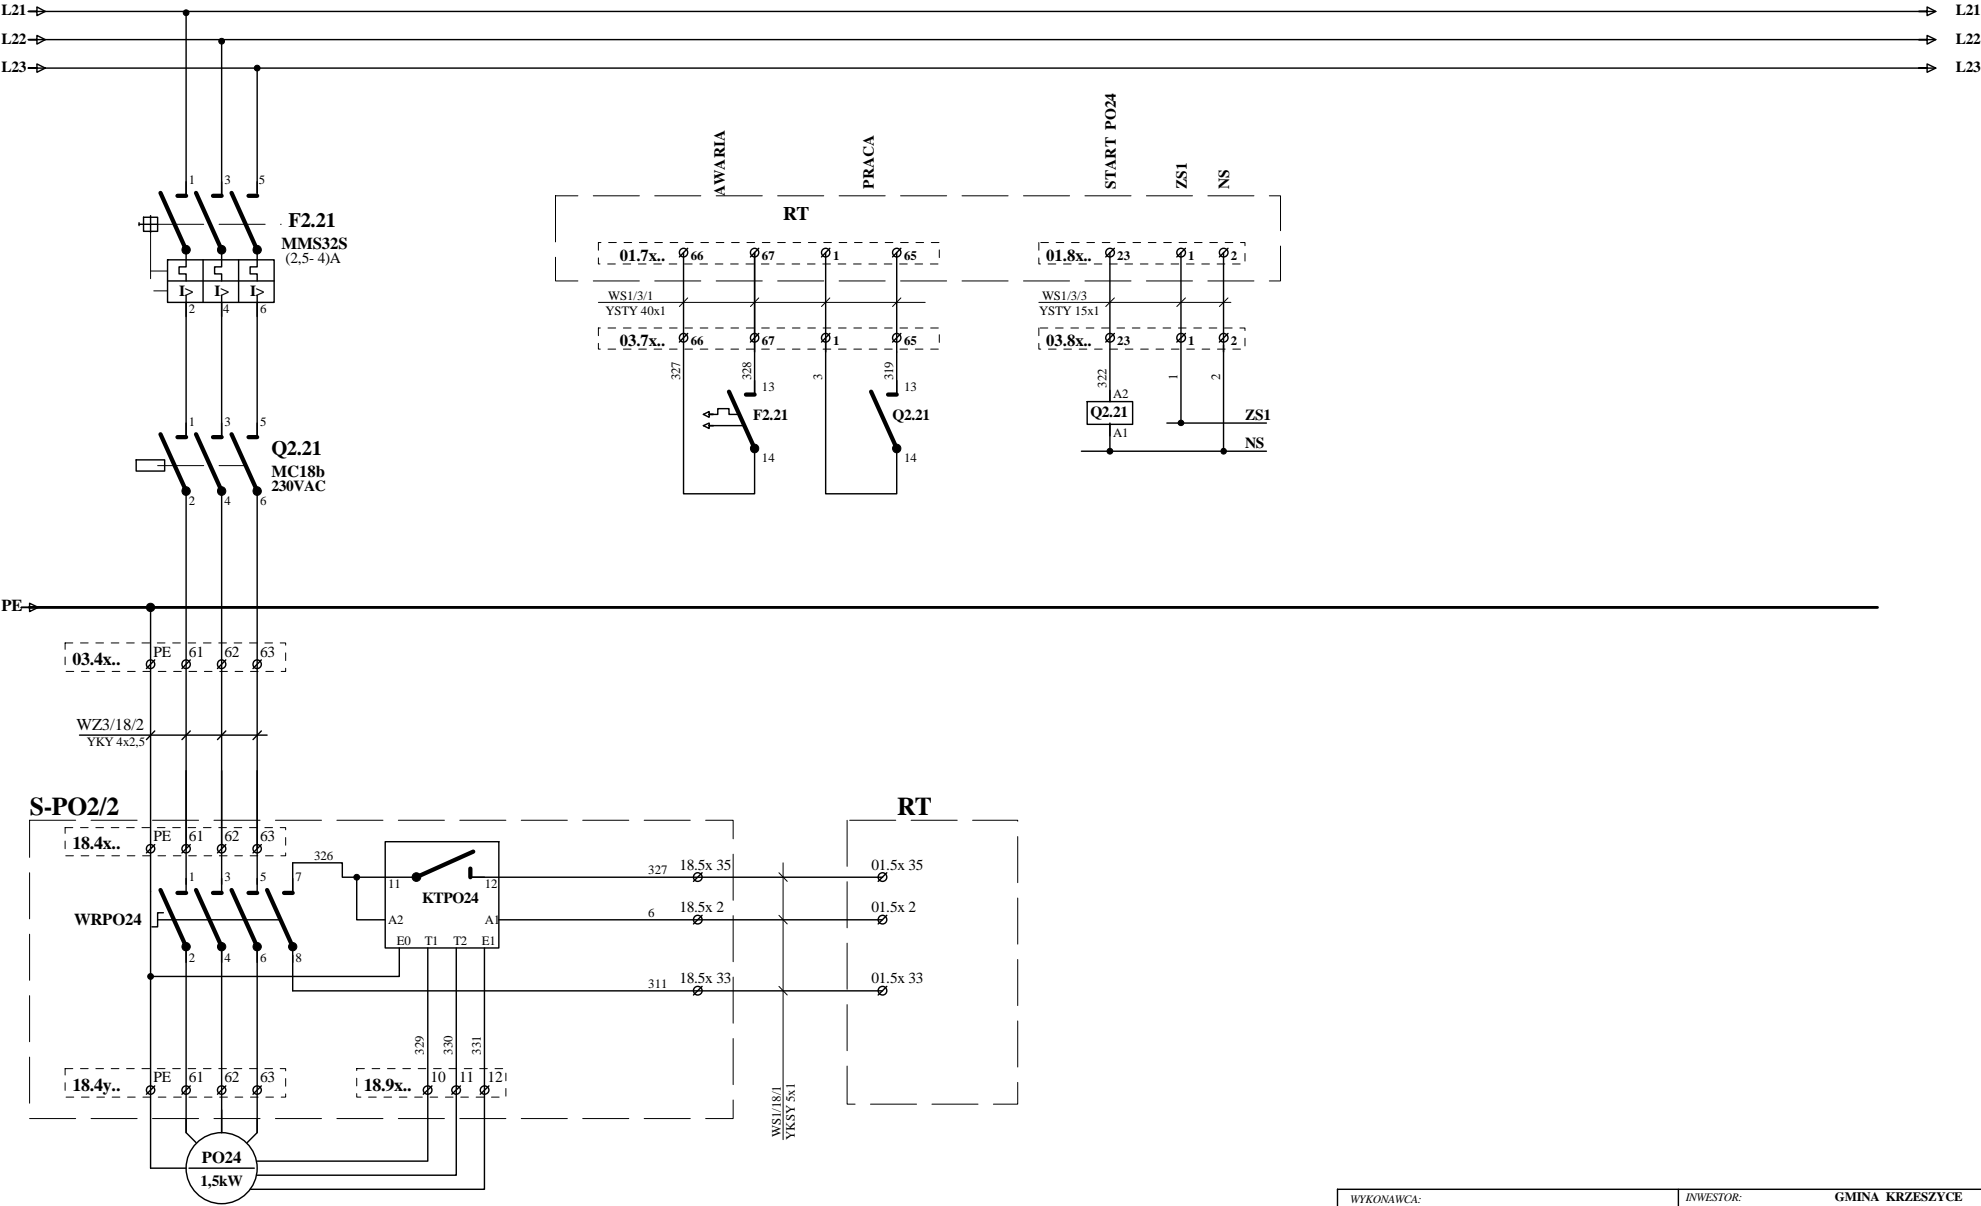 L21 L21
L22 L22
L23 L23
AWARIA PRACA START PO24 ZS1 NS
1 3 5
F2.21
MMS32S
(2,5- 4)A
I> I> I>
2 4 6
RT
01.7x.. 66 67 1 65
01.8x.. 23 1 2
WS1/3/1
YSTY 40x1
WS1/3/3
YSTY 15x1
03.7x.. 66 67 1 65
03.8x.. 23 1 2
327 328 3 319 322 1 2
13 13 A2
F2.21 Q2.21 Q2.21 ZS1
A1
14 14 NS
1 3 5
Q2.21
MC18b
230VAC
2 4 6
PE
03.4x.. PE 61 62 63
WZ3/18/2
YKY 4x2,5
S-PO2/2 RT
18.4x.. PE 61 62 63
326
1 3 5 7
11 12
KTPO24
327 18.5x 35 01.5x 35
WRPO24
A2 A1
6 18.5x 2 01.5x 2
E0 T1 T2 E1
2 4 6 8
311 18.5x 33 01.5x 33
329 330 331
18.4y.. PE 61 62 63
18.9x.. 10 11 12
WS1/18/1
YKSY 5x1
PO24
1,5kW
WYKONAWCA: INWESTOR: GMINA KRZESZYCE